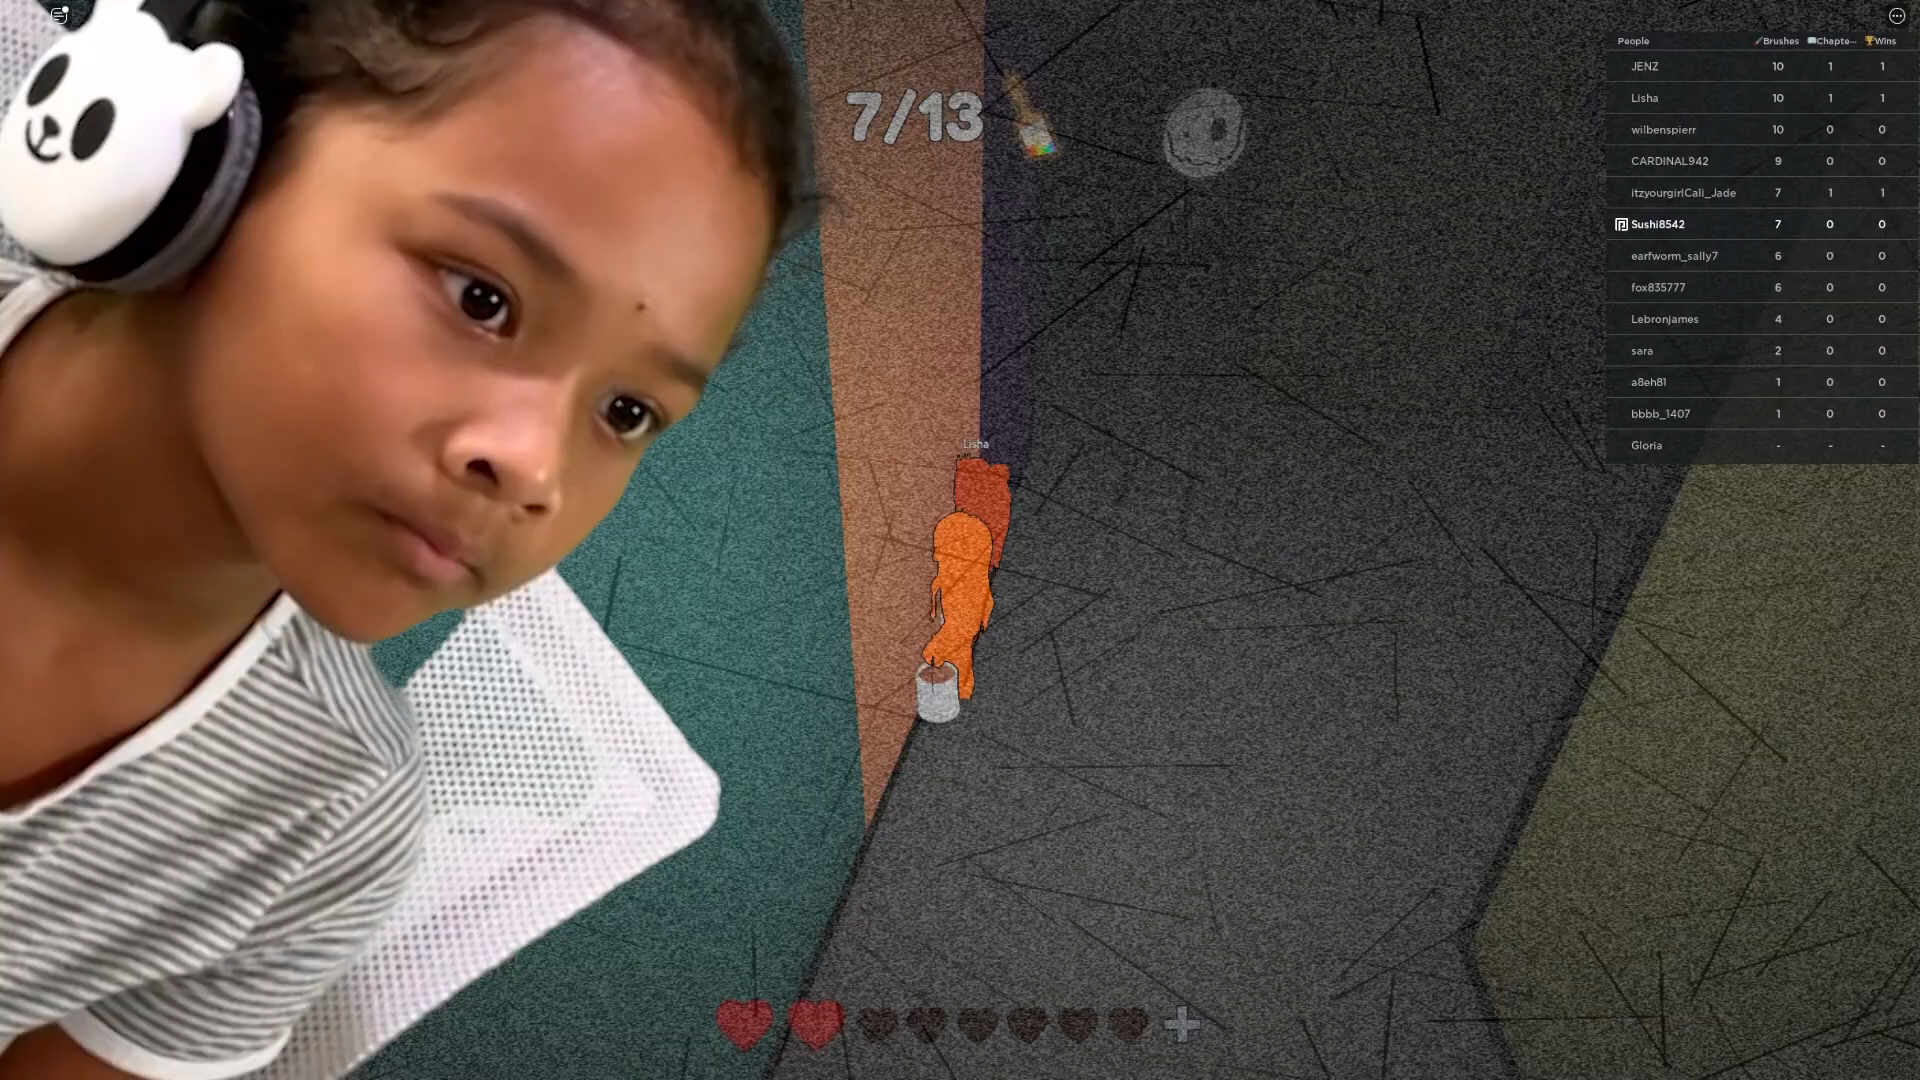 7/13
People Brushes Chapte... Wins
JENZ 10 1 1
Lisha 10 1 1
wilbenspierr 10 0 0
CARDINAL942 9 0 0
itzyourgirlCali_Jade 7 1 1
Sushi8542 7 0 0
earfworm_sally7 6 0 0
fox835777 6 0 0
Lebronjames 4 0 0
sara 2 0 0
a8eh81 1 0 0
bbbb_1407 1 0 0
Gloria - - -
Lisha